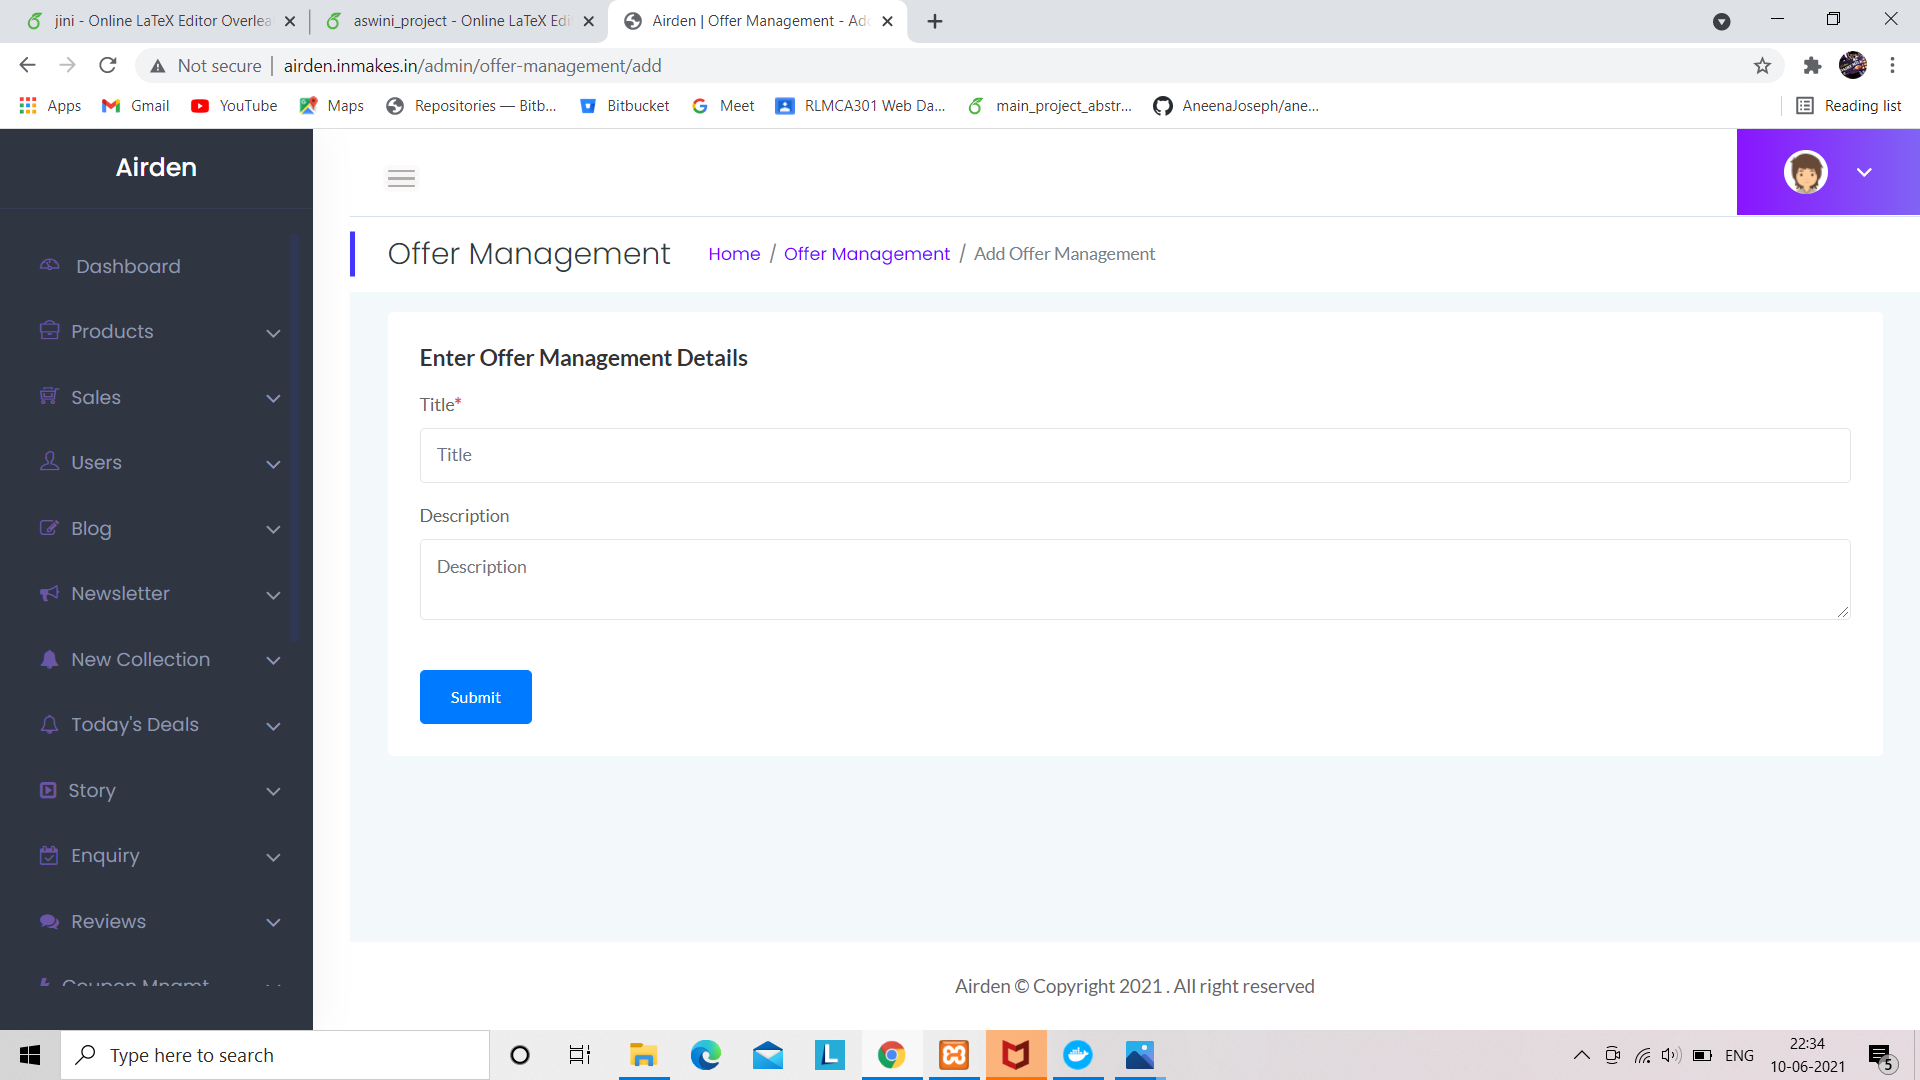 jini - Online LaTeX Editor Overlea
aswini_project - Online LaTeX Edi
Airden | Offer Management - Ad
Not secure
airden.inmakes.in/admin/offer-management/add
Apps
Gmail
YouTube
Maps
Repositories — Bitb...
Bitbucket
Meet
RLMCA301 Web Da...
main_project_abstr...
AneenaJoseph/ane...
Reading list
Airden
Dashboard
Products
Sales
Users
Blog
Newsletter
New Collection
Today's Deals
Story
Enquiry
Reviews
Coupon Mngmt
Offer Management
Home / Offer Management / Add Offer Management
Enter Offer Management Details
Title*
Title
Description
Description
Submit
Airden © Copyright 2021 . All right reserved
Type here to search
L
ENG
22:34
10-06-2021
5